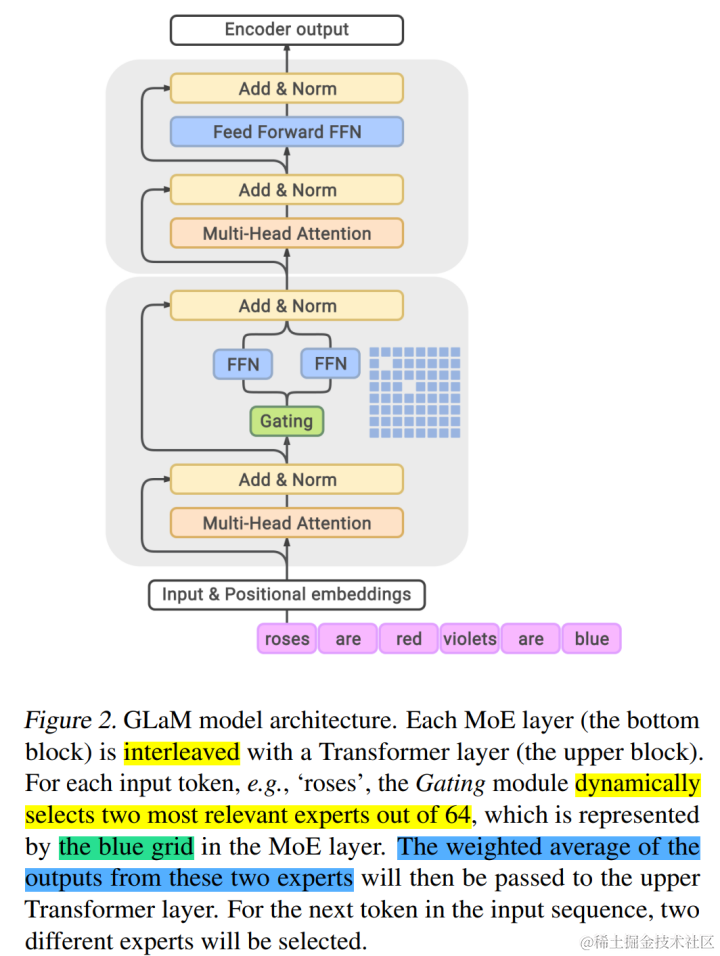 Encoder output
Add & Norm
Feed Forward FFN
Add & Norm
Multi-Head Attention
Add & Norm
FFN FFN
Gating
Add & Norm
Multi-Head Attention
Input & Positional embeddings
roses are red violets are blue
Figure 2. GLaM model architecture. Each MoE layer (the bottom
block) is interleaved with a Transformer layer (the upper block).
For each input token, e.g., ‘roses’, the Gating module dynamically
selects two most relevant experts out of 64, which is represented
by the blue grid in the MoE layer. The weighted average of the
outputs from these two experts will then be passed to the upper
Transformer layer. For the next token in the input sequence, two
different experts will be selected.
@稀土掘金技术社区